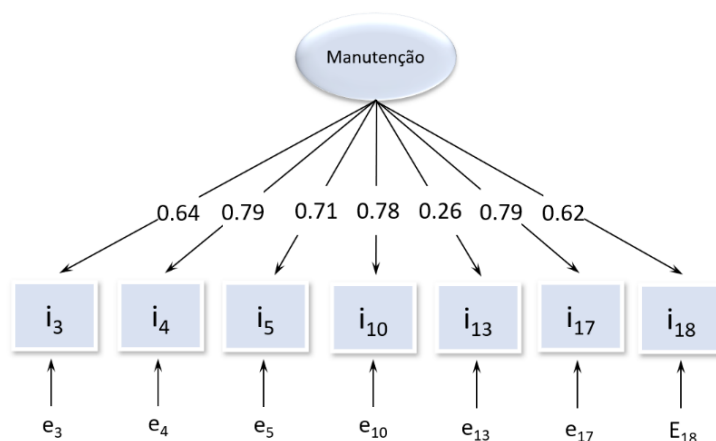 Manutenção
0.64 0.79 0.71 0.78 0.26 0.79 0.62
i₃ i₄ i₅ i₁₀ i₁₃ i₁₇ i₁₈
e₃ e₄ e₅ e₁₀ e₁₃ e₁₇ E₁₈